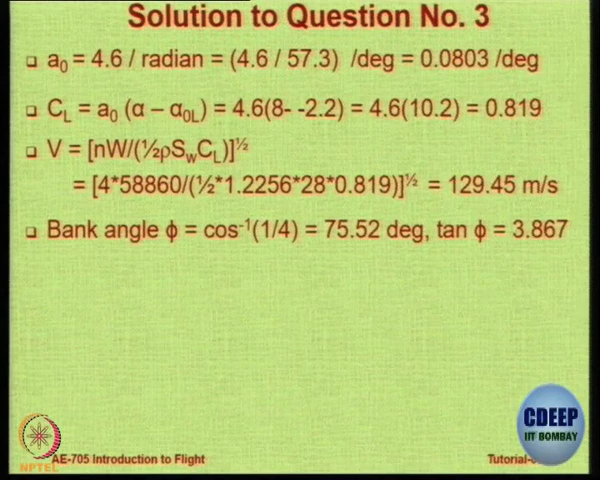 Solution to Question No. 3
a₀ = 4.6 / radian = (4.6 / 57.3) /deg = 0.0803 /deg
C_L = a₀ (α – α₀L) = 4.6(8- -2.2) = 4.6(10.2) = 0.819
V = [nW/(½ρS_wC_L)]^½
= [4*58860/(½*1.2256*28*0.819)]^½ = 129.45 m/s
Bank angle ϕ = cos⁻¹(1/4) = 75.52 deg, tan ϕ = 3.867
CDEEP
IIT BOMBAY
NPTEL
AE-705 Introduction to Flight
Tutorial-